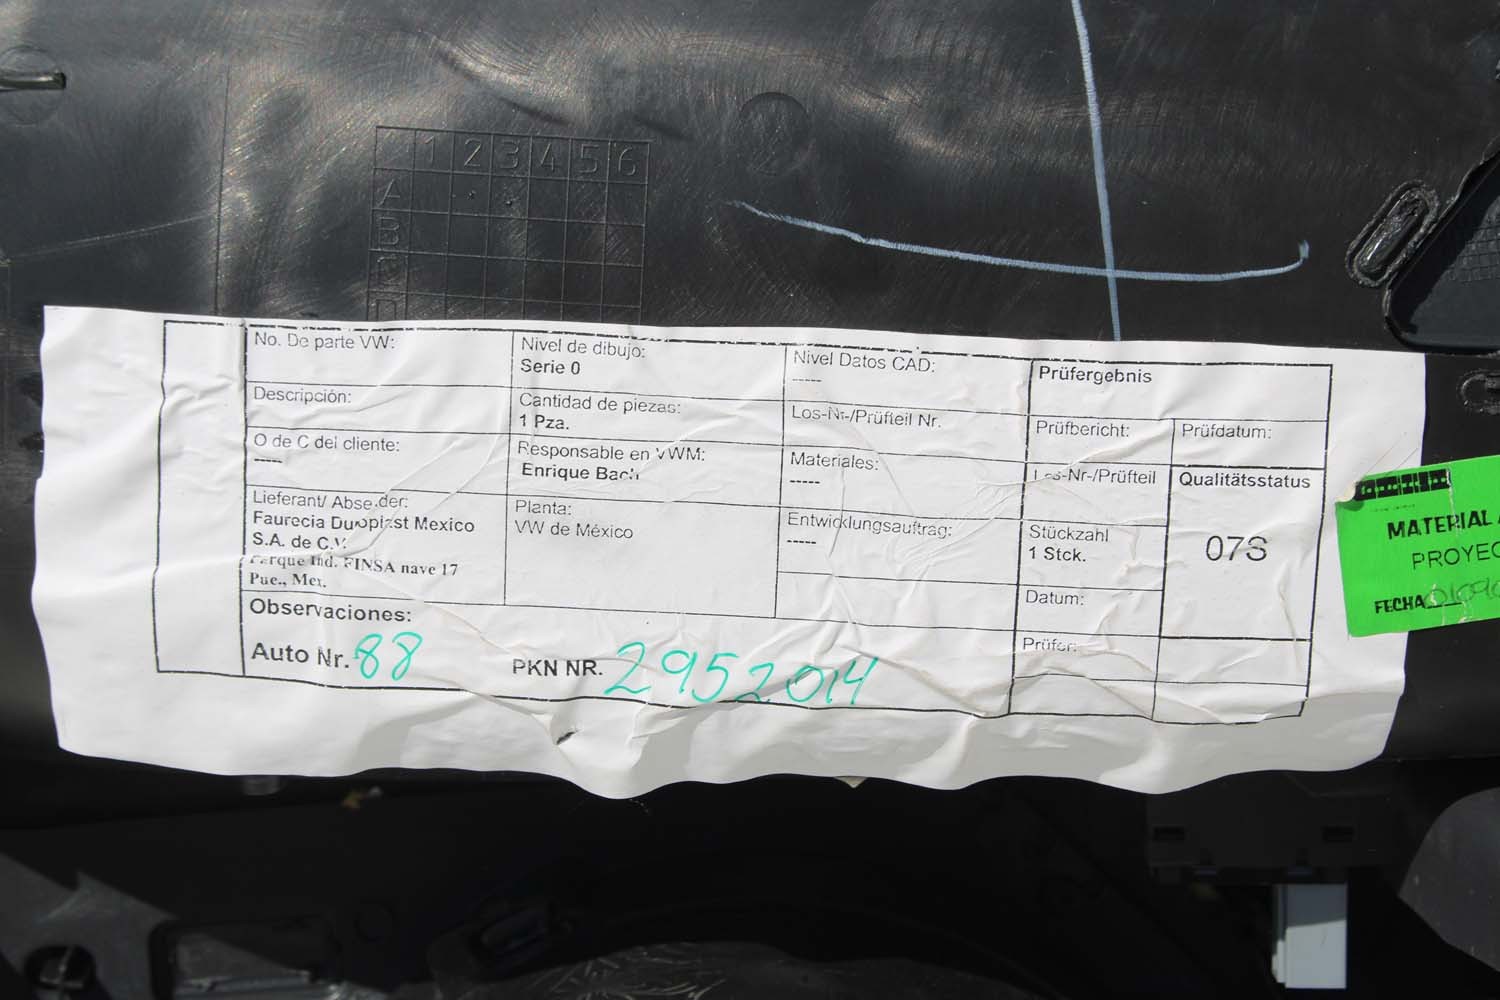 1 2 3 4 5 6
A
B
C
D
No. De parte VW:
Descripción:
O de C del cliente:
-----
Lieferant/ Absender:
Faurecia Duroplast Mexico
S.A. de C.V.
Parque Ind. FINSA nave 17
Pue., Mex.
Nivel de dibujo:
Serie 0
Cantidad de piezas:
1 Pza.
Responsable en VWM:
Enrique Bach
Planta:
VW de México
Nivel Datos CAD:
-----
Los-Nr-/Prüfteil Nr.
Materiales:
-----
Entwicklungsauftrag:
-----
Prüfergebnis
Prüfbericht:
Los-Nr-/Prüfteil
Stückzahl
1 Stck.
Datum:
Prüfer:
Prüfdatum:
Qualitätsstatus
07S
Observaciones:
Auto Nr. 88
PKN NR. 2952014
MATERIAL
PROYEC
FECHA